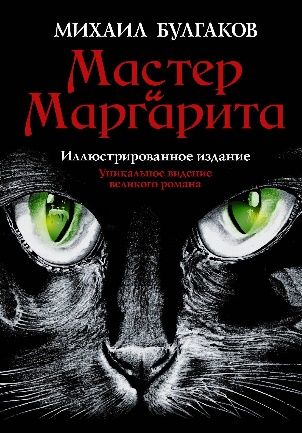 МИХАИЛ БУЛГАКОВ
Мастер
и
Маргарита
Иллюстрированное издание
Уникальное видение
великого романа